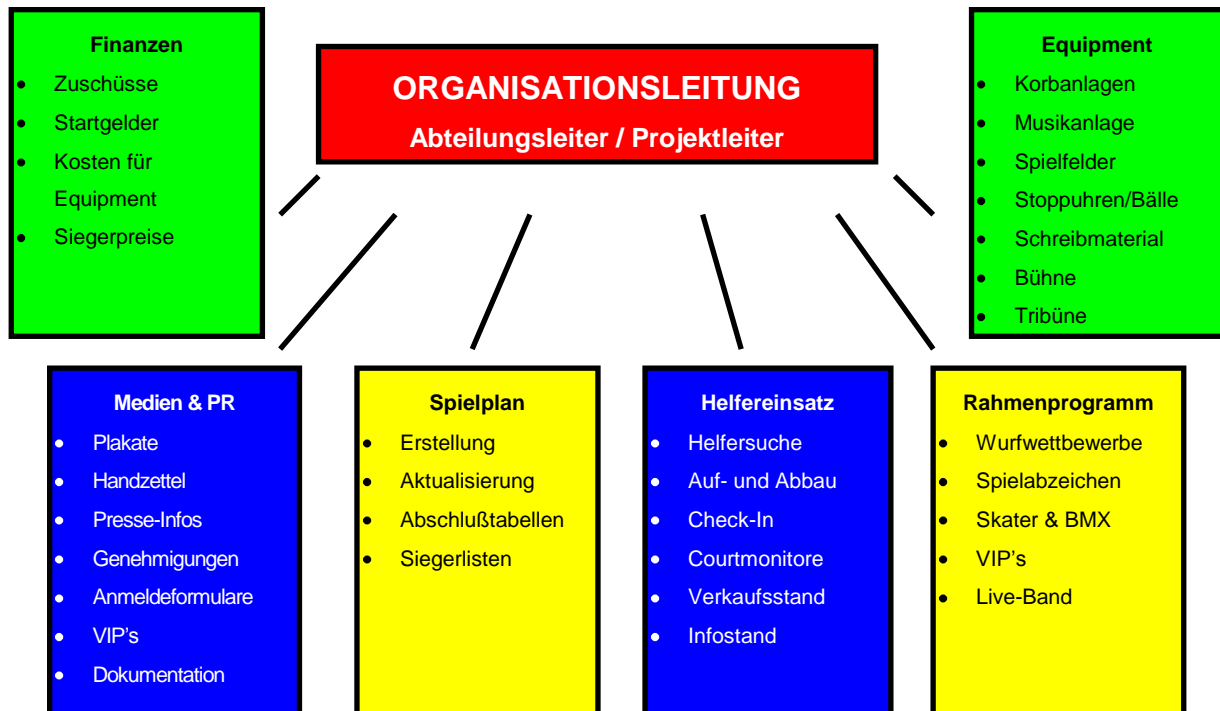 Finanzen
• Zuschüsse
• Startgelder
• Kosten für
Equipment
• Siegerpreise
ORGANISATIONSLEITUNG
Abteilungsleiter / Projektleiter
Equipment
• Korbanlagen
• Musikanlage
• Spielfelder
• Stoppuhren/Bälle
• Schreibmaterial
• Bühne
• Tribüne
Medien & PR
• Plakate
• Handzettel
• Presse-Infos
• Genehmigungen
• Anmeldeformulare
• VIP's
• Dokumentation
Spielplan
• Erstellung
• Aktualisierung
• Abschlußtabellen
• Siegerlisten
Helfereinsatz
• Helfersuche
• Auf- und Abbau
• Check-In
• Courtmonitore
• Verkaufsstand
• Infostand
Rahmenprogramm
• Wurfwettbewerbe
• Spielabzeichen
• Skater & BMX
• VIP's
• Live-Band